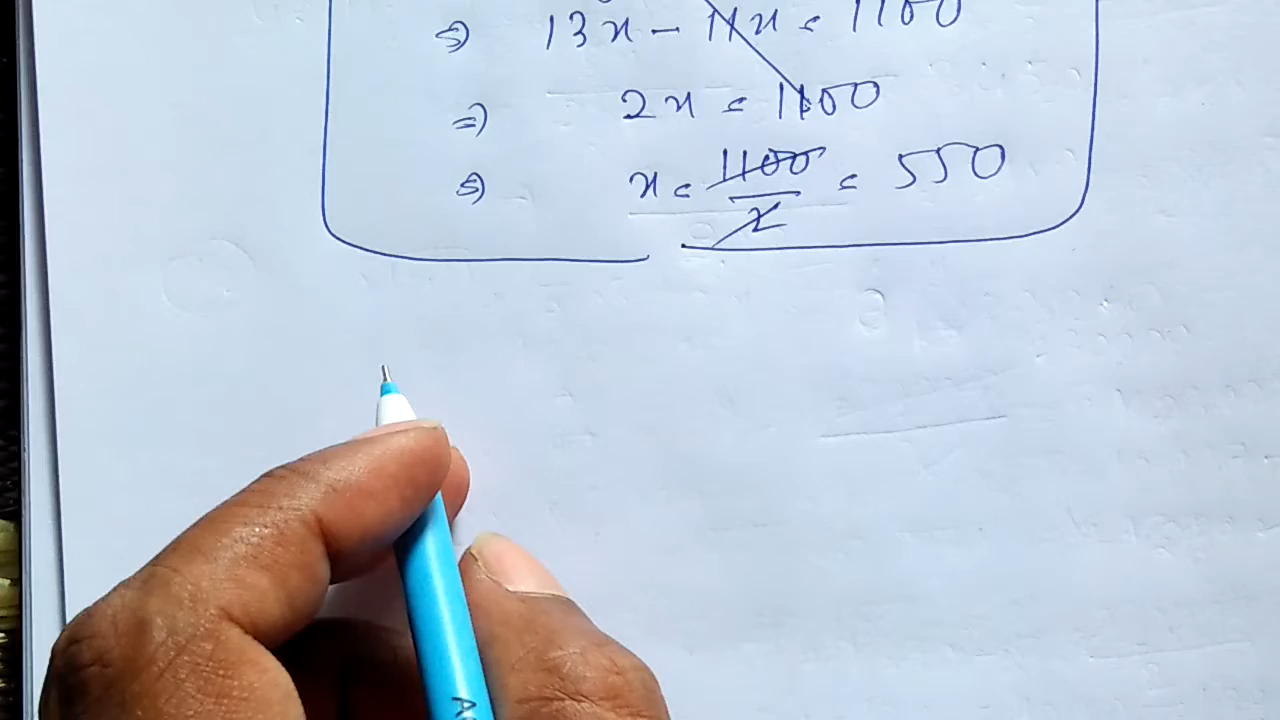 ⇒ 13x - 11x = 1100
⇒ 2x = 1100
⇒ x = 1100/2 = 550